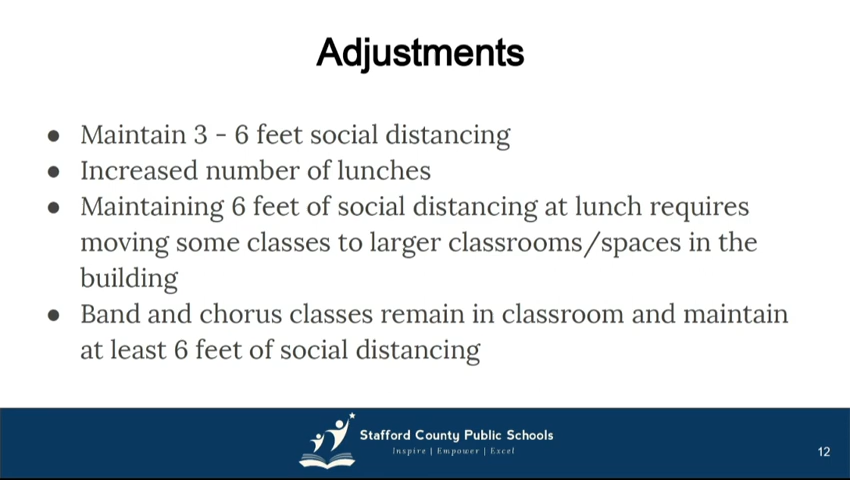 Adjustments
● Maintain 3 - 6 feet social distancing
● Increased number of lunches
● Maintaining 6 feet of social distancing at lunch requires
moving some classes to larger classrooms/spaces in the
building
● Band and chorus classes remain in classroom and maintain
at least 6 feet of social distancing
Stafford County Public Schools
Inspire | Empower | Excel
12